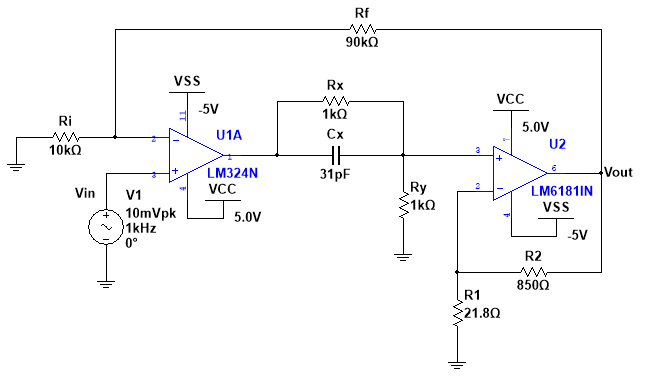 Rf
90kΩ
VSS
-5V
11
Ri
10kΩ
U1A
2
3
1
4
LM324N
VCC
5.0V
Vin
V1
10mVpk
1kHz
0°
Rx
1kΩ
Cx
31pF
Ry
1kΩ
VCC
5.0V
7
U2
3
2
6
4
Vout
LM6181IN
VSS
-5V
R2
850Ω
R1
21.8Ω